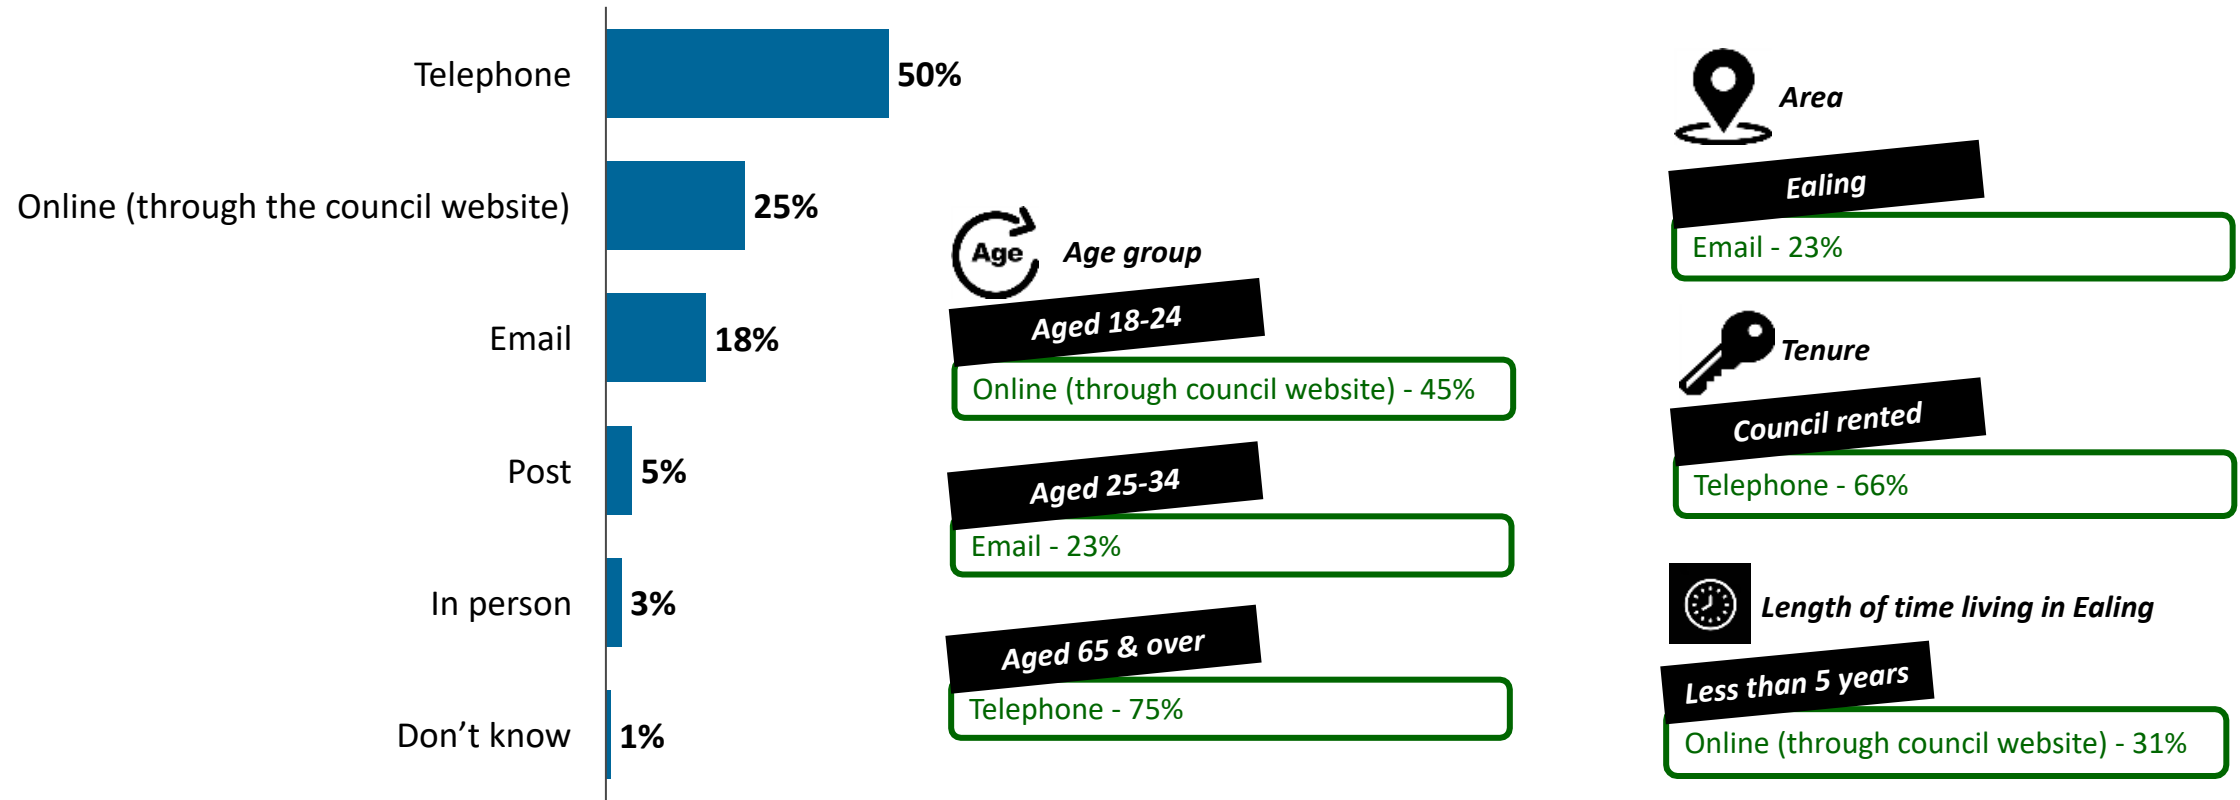 Telephone
50%
Online (through the council website)
25%
Email
18%
Post
5%
In person
3%
Don’t know
1%
Age
Age group
Aged 18-24
Online (through council website) - 45%
Aged 25-34
Email - 23%
Aged 65 & over
Telephone - 75%
Area
Ealing
Email - 23%
Tenure
Council rented
Telephone - 66%
Length of time living in Ealing
Less than 5 years
Online (through council website) - 31%